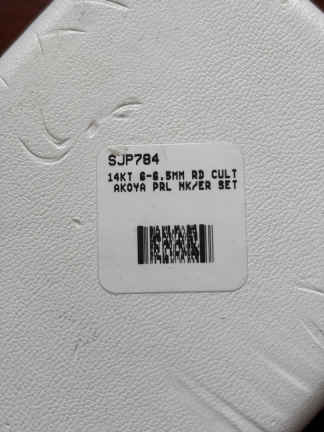 SJP784
14KT 6-6.5MM RD CULT
AKOYA PRL NK/ER SET